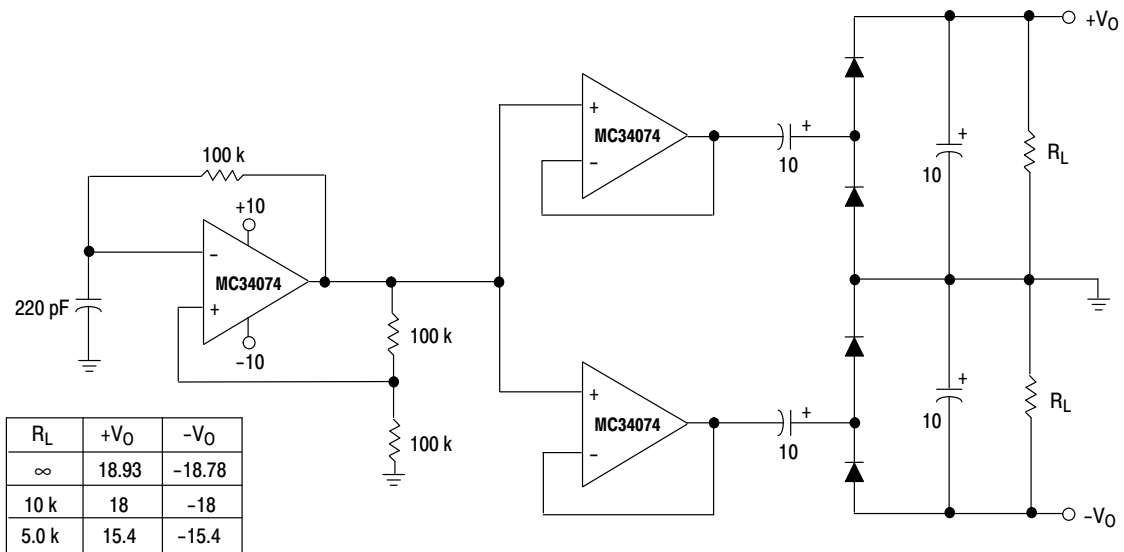 +V_O
+
MC34074
−
+
10
+
10
R_L
100 k
+10
−
MC34074
+
−10
220 pF
100 k
100 k
+
MC34074
−
+
10
+
10
R_L
−V_O
R_L +V_O −V_O
∞ 18.93 −18.78
10 k 18 −18
5.0 k 15.4 −15.4